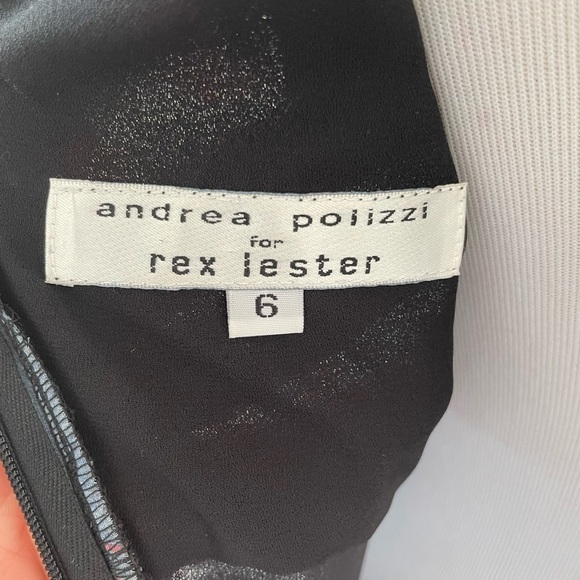 andrea polizzi
for
rex lester
6